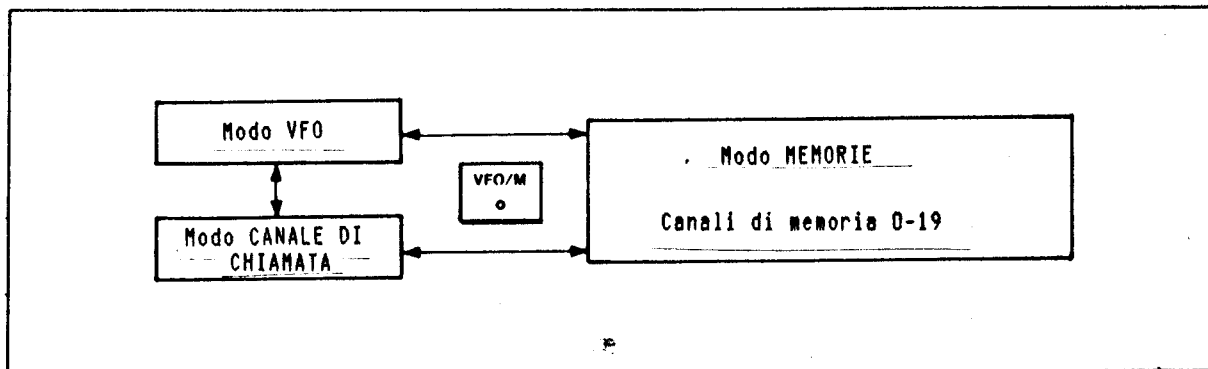 Modo VFO
Modo MEMORIE
VFO/M
Canali di memoria 0-19
Modo CANALE DI
CHIAMATA